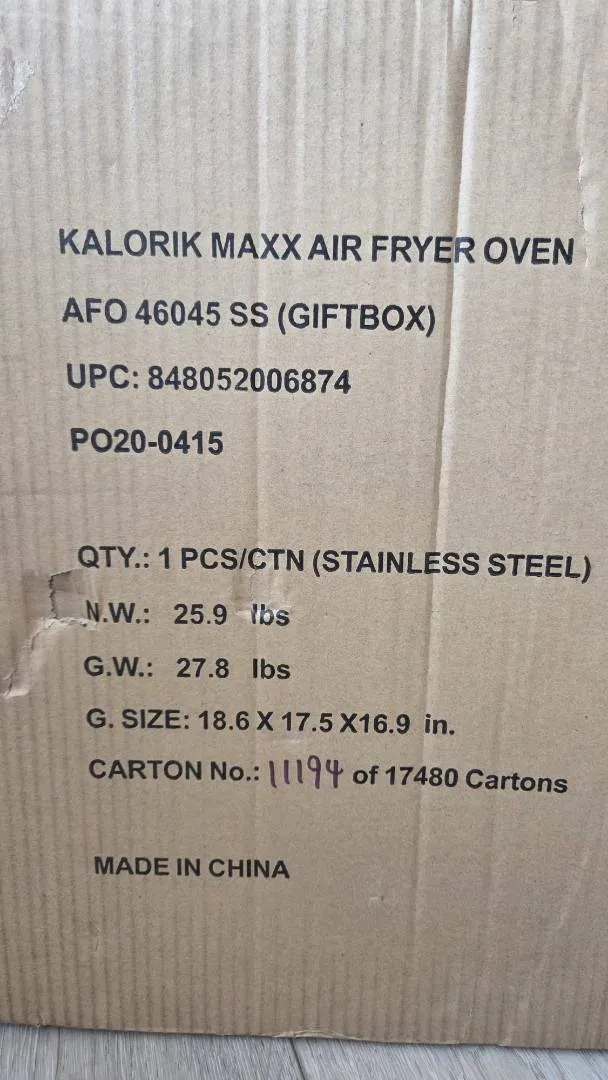 KALORIK MAXX AIR FRYER OVEN
AFO 46045 SS (GIFTBOX)
UPC: 848052006874
PO20-0415
QTY.: 1 PCS/CTN (STAINLESS STEEL)
N.W.: 25.9 lbs
G.W.: 27.8 lbs
G. SIZE: 18.6 X 17.5 X16.9 in.
CARTON No.: 11194 of 17480 Cartons
MADE IN CHINA